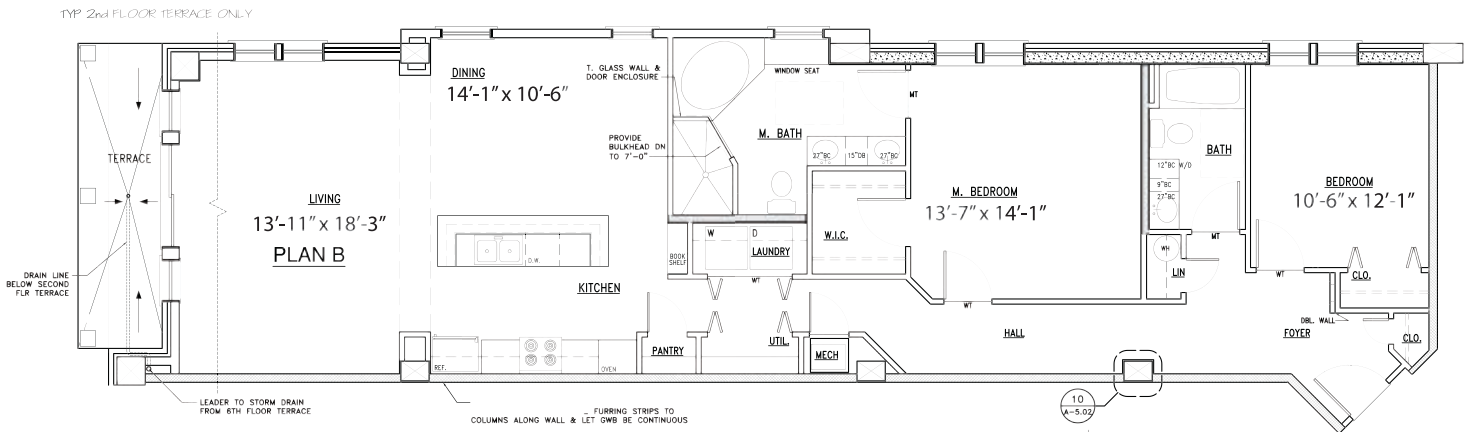 TYP 2nd FLOOR TERRACE ONLY
TERRACE
DRAIN LINE
BELOW SECOND
FLR TERRACE
LEADER TO STORM DRAIN
FROM 6TH FLOOR TERRACE
LIVING
13'-11" x 18'-3"
PLAN B
DINING
14'-1" x 10'-6"
T. GLASS WALL &
DOOR ENCLOSURE
PROVIDE
BULKHEAD DN
TO 7'-0"
WINDOW SEAT
M. BATH
27"BC
15"DB
27"BC
MT
D.W.
KITCHEN
REF.
OVEN
_ FURRING STRIPS TO
COLUMNS ALONG WALL & LET GWB BE CONTINUOUS
BOOK
SHELF
W
D
LAUNDRY
WT
PANTRY
UTIL.
MECH
W.I.C.
M. BEDROOM
13'-7" x 14'-1"
WT
HALL
BATH
12"BC W/D
9"BC
27"BC
MT
WH
LIN
BEDROOM
10'-6" x 12'-1"
WT
CLO.
DBL. WALL
FOYER
CLO.
10
A-5.02